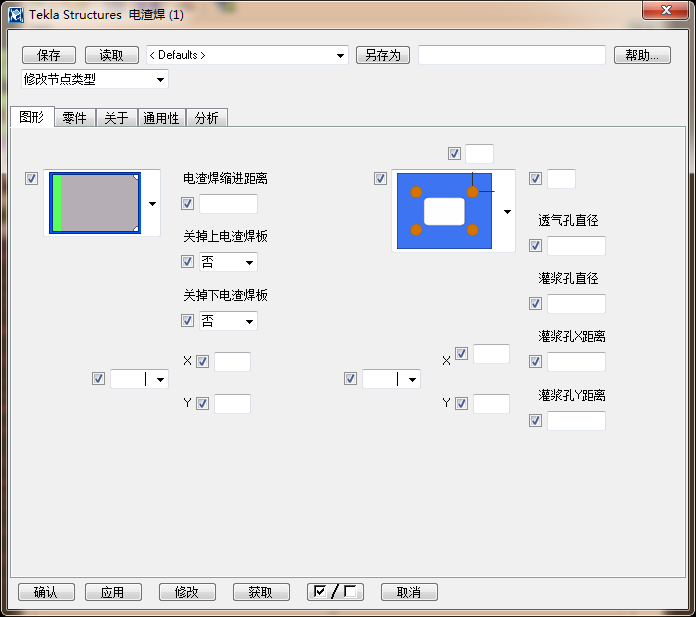 Tekla Structures 电渣焊 (1)
保存 读取 < Defaults > 另存为 帮助...
修改节点类型
图形 零件 关于 通用性 分析
电渣焊缩进距离
关掉上电渣焊板
否
关掉下电渣焊板
否
X
Y
X
Y
透气孔直径
灌浆孔直径
灌浆孔X距离
灌浆孔Y距离
确认 应用 修改 获取 / 取消